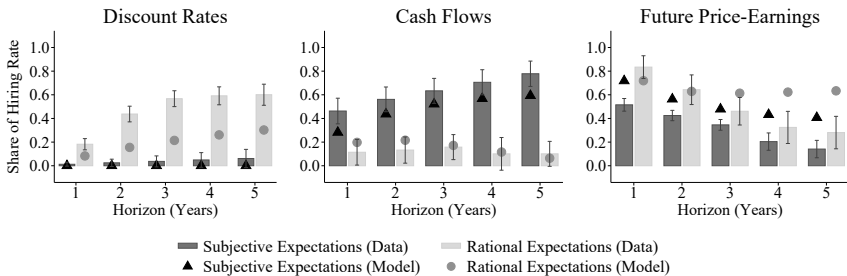 Discount Rates
Cash Flows
Future Price-Earnings
Share of Hiring Rate
1.0
0.8
0.6
0.4
0.2
0.0
1.0
0.8
0.6
0.4
0.2
0.0
1.0
0.8
0.6
0.4
0.2
0.0
1 2 3 4 5
1 2 3 4 5
1 2 3 4 5
Horizon (Years)
Horizon (Years)
Horizon (Years)
Subjective Expectations (Data)
Rational Expectations (Data)
Subjective Expectations (Model)
Rational Expectations (Model)